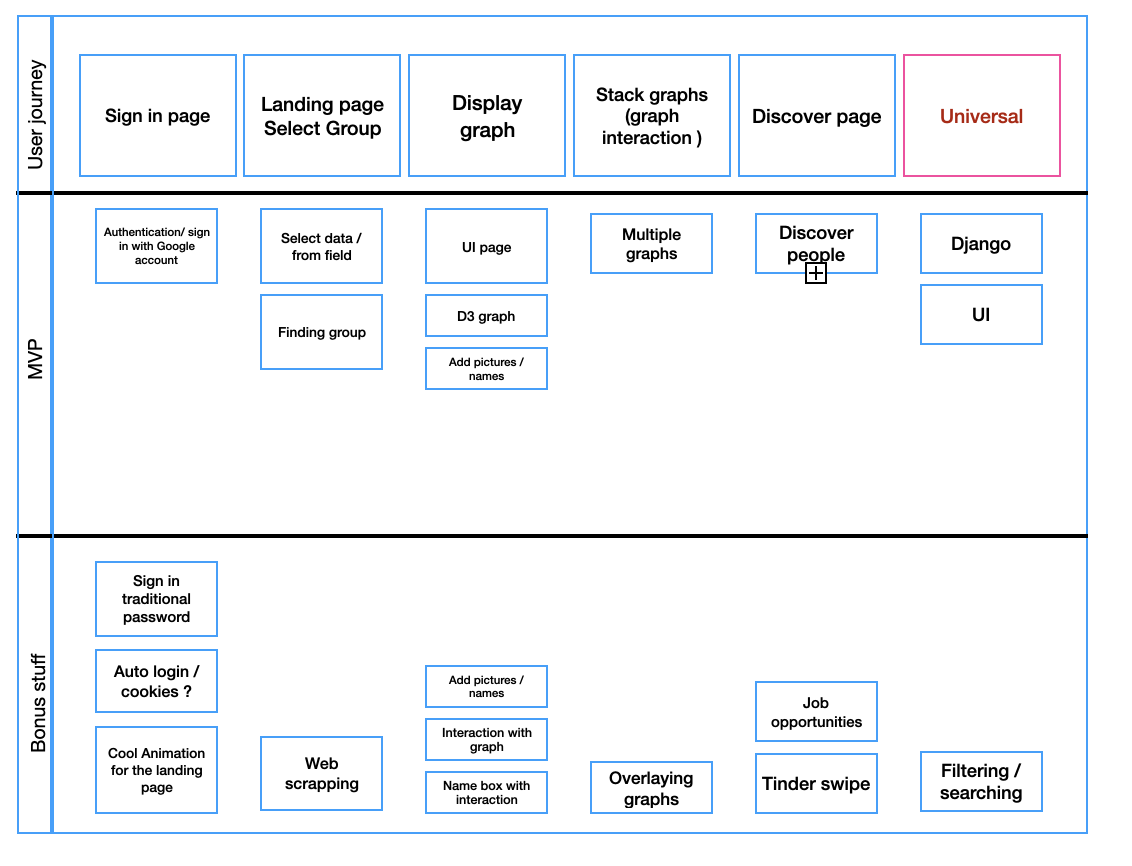 User journey
Sign in page
Landing page
Select Group
Display
graph
Stack graphs
(graph
interaction )
Discover page
Universal
MVP
Authentication/ sign
in with Google
account
Select data /
from field
Finding group
UI page
D3 graph
Add pictures /
names
Multiple
graphs
Discover
people
Django
UI
Bonus stuff
Sign in
traditional
password
Auto login /
cookies ?
Cool Animation
for the landing
page
Web
scrapping
Add pictures /
names
Interaction with
graph
Name box with
interaction
Overlaying
graphs
Job
opportunities
Tinder swipe
Filtering /
searching